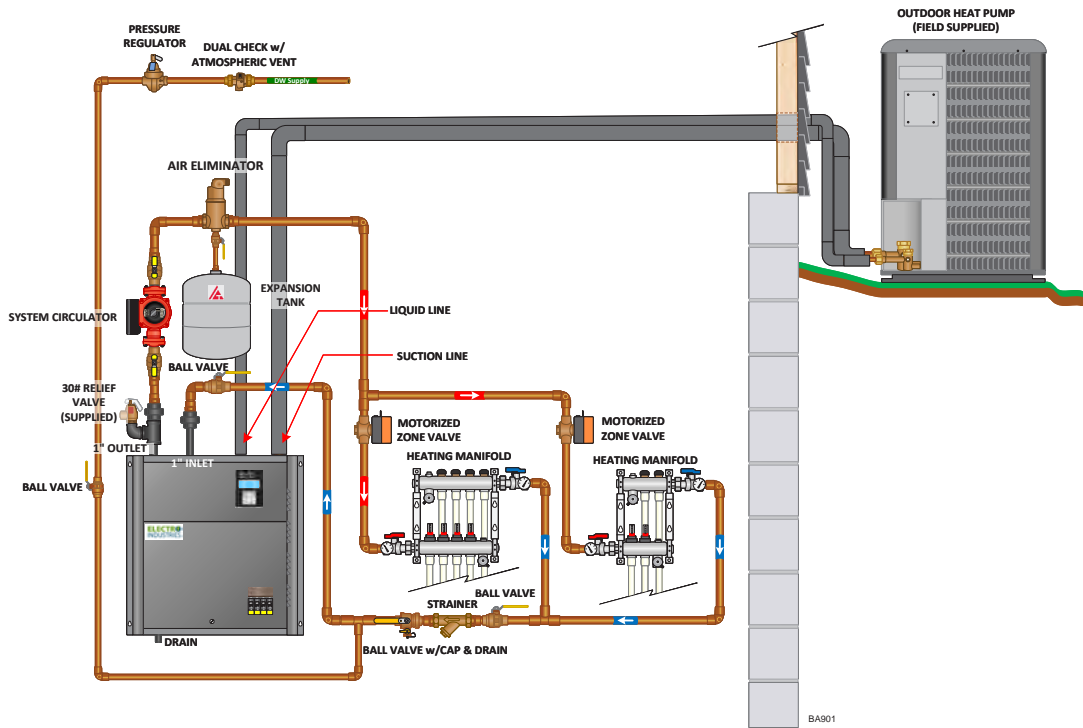 PRESSURE
REGULATOR
DUAL CHECK w/
ATMOSPHERIC VENT
DW Supply
OUTDOOR HEAT PUMP
(FIELD SUPPLIED)
AIR ELIMINATOR
EXPANSION
TANK
SYSTEM CIRCULATOR
LIQUID LINE
SUCTION LINE
BALL VALVE
30# RELIEF
VALVE
(SUPPLIED)
1" OUTLET
1" INLET
MOTORIZED
ZONE VALVE
MOTORIZED
ZONE VALVE
HEATING MANIFOLD
HEATING MANIFOLD
BALL VALVE
ELECTRO
INDUSTRIES
STRAINER
BALL VALVE
DRAIN
BALL VALVE w/CAP & DRAIN
BA901